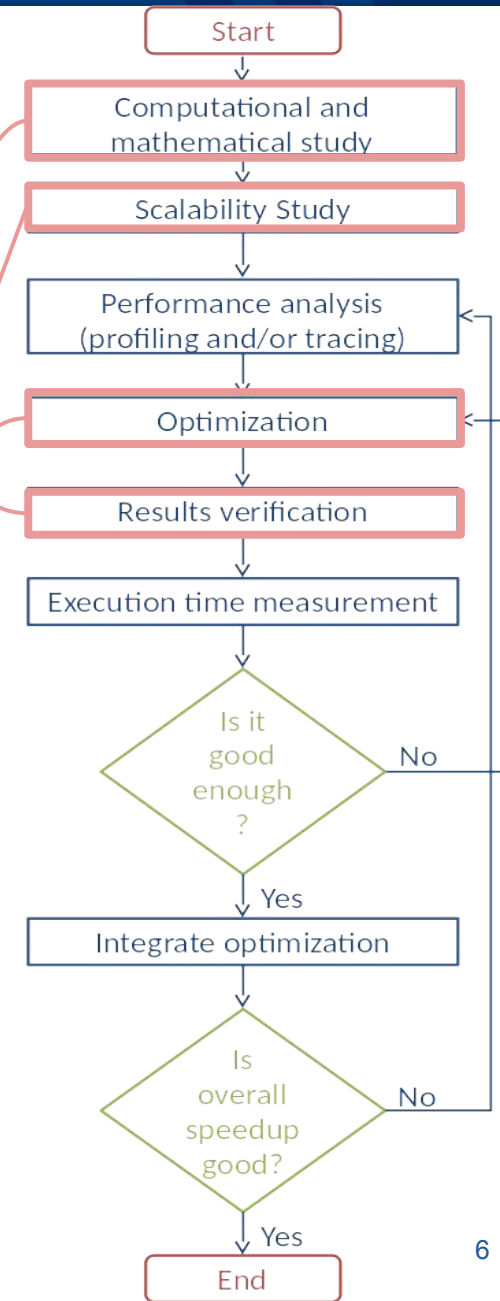 Start
Computational and
mathematical study
Scalability Study
Performance analysis
(profiling and/or tracing)
Optimization
Results verification
Execution time measurement
Is it
good
enough
?
No
Yes
Integrate optimization
Is
overall
speedup
good?
No
Yes
End
6